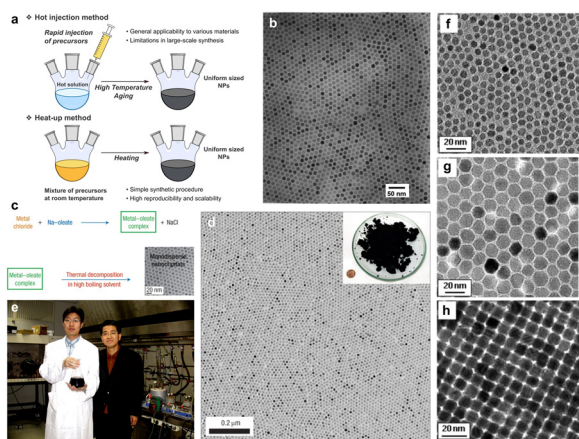 a
❖ Hot injection method
Rapid injection of precursors
• General applicability to various materials
• Limitations in large-scale synthesis
Hot solution
High Temperature
Aging
Uniform sized
NPs
❖ Heat-up method
Heating
Uniform sized
NPs
Mixture of precursors
at room temperature
• Simple synthetic procedure
• High reproducibility and scalability
b
50 nm
c
Metal
chloride + Na–oleate
Metal–oleate
complex + NaCl
Metal–oleate
complex
Thermal decomposition
in high boiling solvent
Monodisperse
nanocrystals
20 nm
d
0.2 μm
e
f
20 nm
g
20 nm
h
20 nm